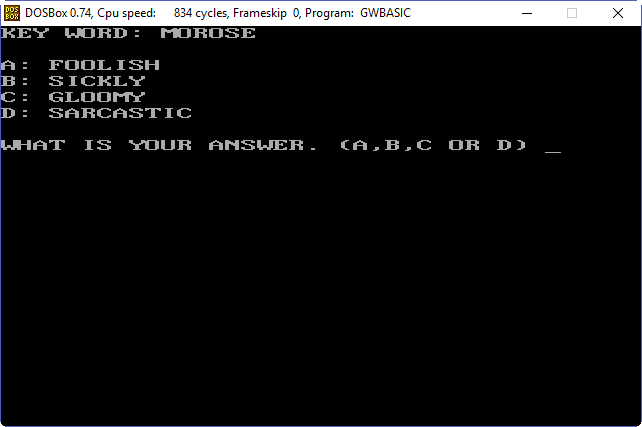 DOSBox 0.74, Cpu speed: 834 cycles, Frameskip 0, Program: GWBASIC
KEY WORD: MOROSE
A: FOOLISH
B: SICKLY
C: GLOOMY
D: SARCASTIC
WHAT IS YOUR ANSWER. (A,B,C OR D) _